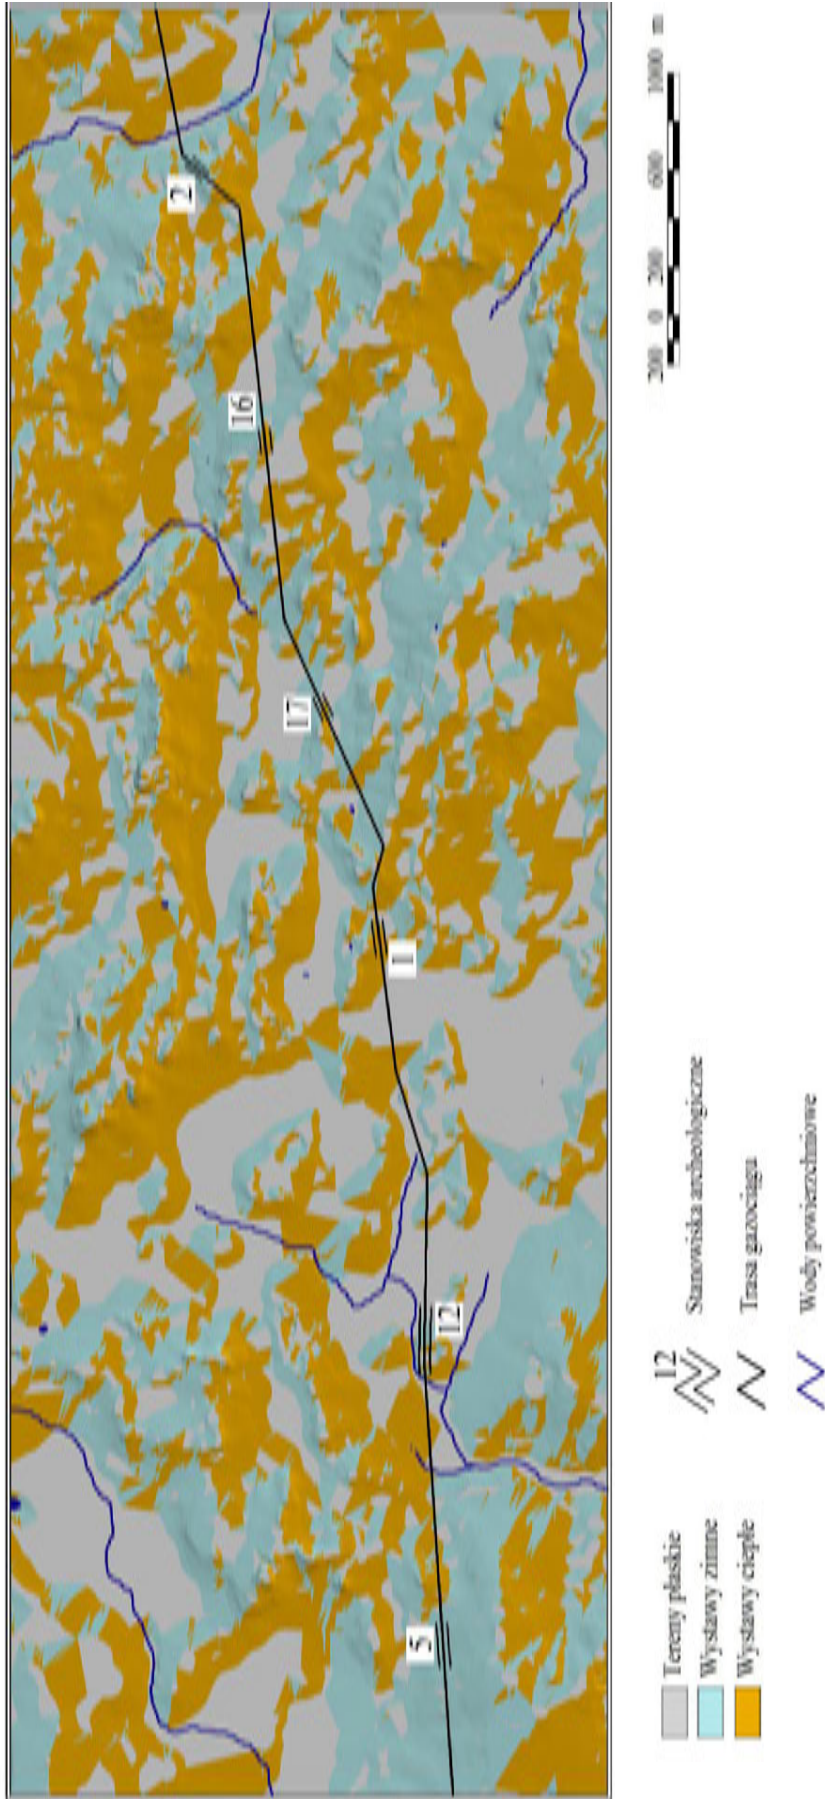 5
12
1
17
16
2
Tereny płaskie
Wystawy zimne
Wystawy ciepłe
12
Stanowiska archeologiczne
Trasa gazociągu
Wody powierzchniowe
200 0 200 600 1000 m